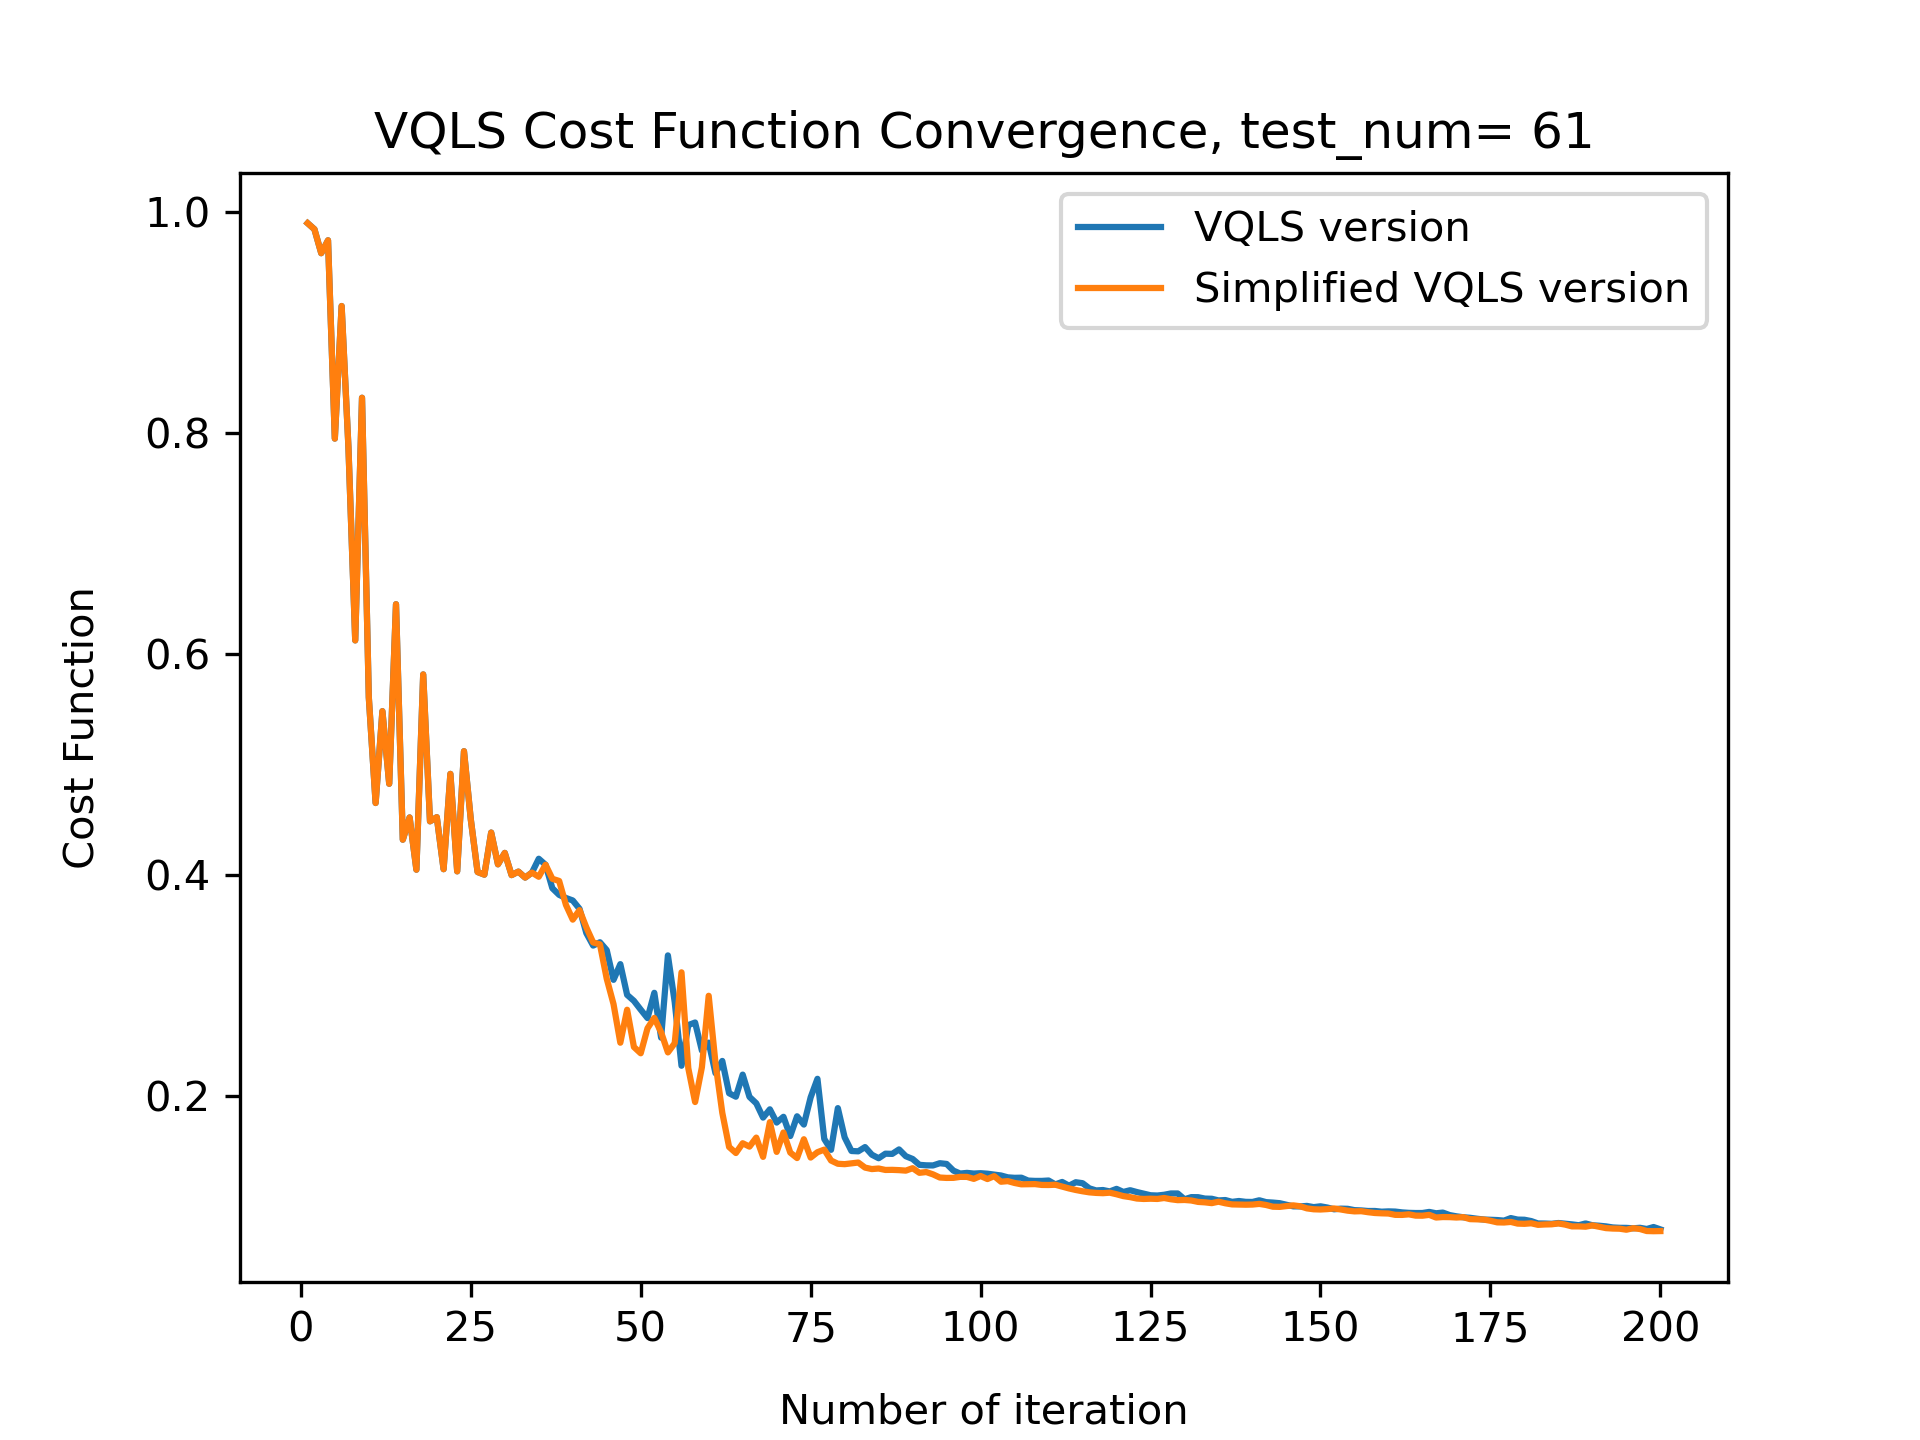 VQLS Cost Function Convergence, test_num= 61
VQLS version
Simplified VQLS version
1.0
0.8
0.6
0.4
0.2
Cost Function
0 25 50 75 100 125 150 175 200
Number of iteration